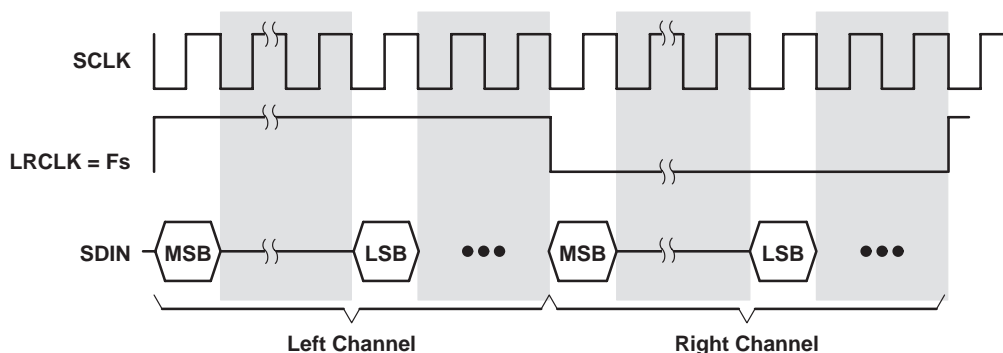 SCLK
LRCLK = Fs
SDIN
MSB
LSB
•••
MSB
LSB
•••
Left Channel
Right Channel